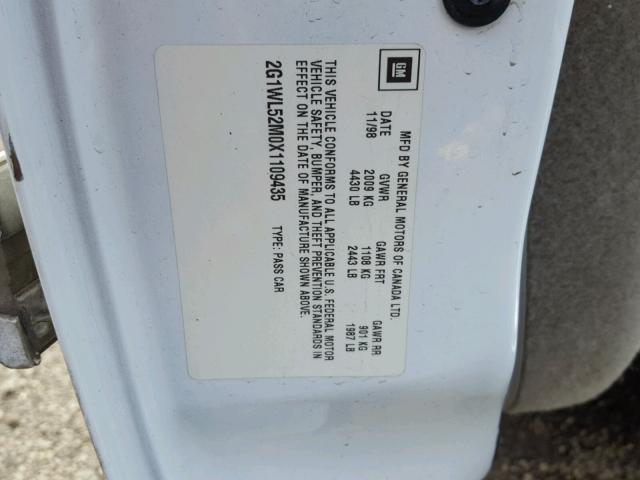 GM
MFD BY GENERAL MOTORS OF CANADA LTD.
DATE GVWR GAWR FRT GAWR RR
11/98 2009 KG 1108 KG 901 KG
4430 LB 2443 LB 1987 LB
THIS VEHICLE CONFORMS TO ALL APPLICABLE U.S. FEDERAL MOTOR
VEHICLE SAFETY, BUMPER, AND THEFT PREVENTION STANDARDS IN
EFFECT ON THE DATE OF MANUFACTURE SHOWN ABOVE.
2G1WL52M0X1109435 TYPE: PASS CAR